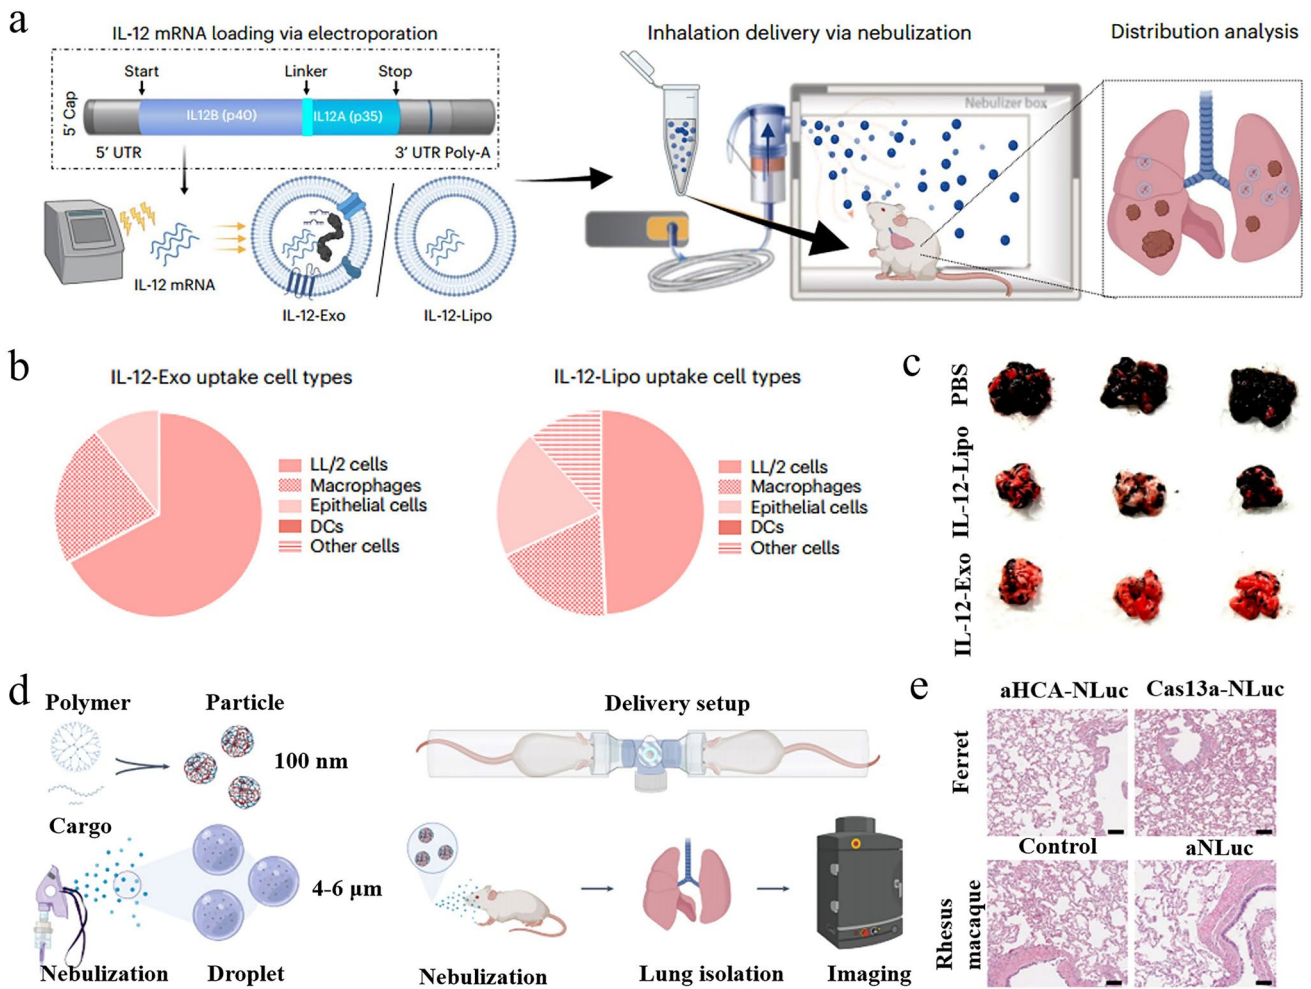 a
IL-12 mRNA loading via electroporation
Start
Linker
Stop
5′ Cap
IL12B (p40)
IL12A (p35)
5′ UTR
3′ UTR Poly-A
IL-12 mRNA
IL-12-Exo
IL-12-Lipo
Inhalation delivery via nebulization
Nebulizer box
Distribution analysis
b
IL-12-Exo uptake cell types
LL/2 cells
Macrophages
Epithelial cells
DCs
Other cells
IL-12-Lipo uptake cell types
LL/2 cells
Macrophages
Epithelial cells
DCs
Other cells
c
PBS
IL-12-Lipo
IL-12-Exo
d
Polymer
Particle
100 nm
Cargo
4-6 μm
Nebulization
Droplet
Delivery setup
Nebulization
Lung isolation
Imaging
e
aHCA-NLuc
Cas13a-NLuc
Ferret
Control
aNLuc
Rhesus
macaque